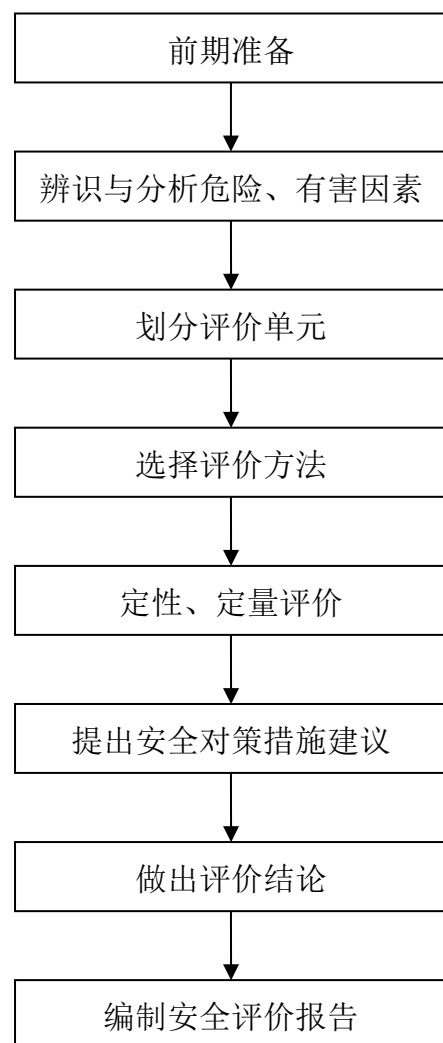 前期准备
辨识与分析危险、有害因素
划分评价单元
选择评价方法
定性、定量评价
提出安全对策措施建议
做出评价结论
编制安全评价报告